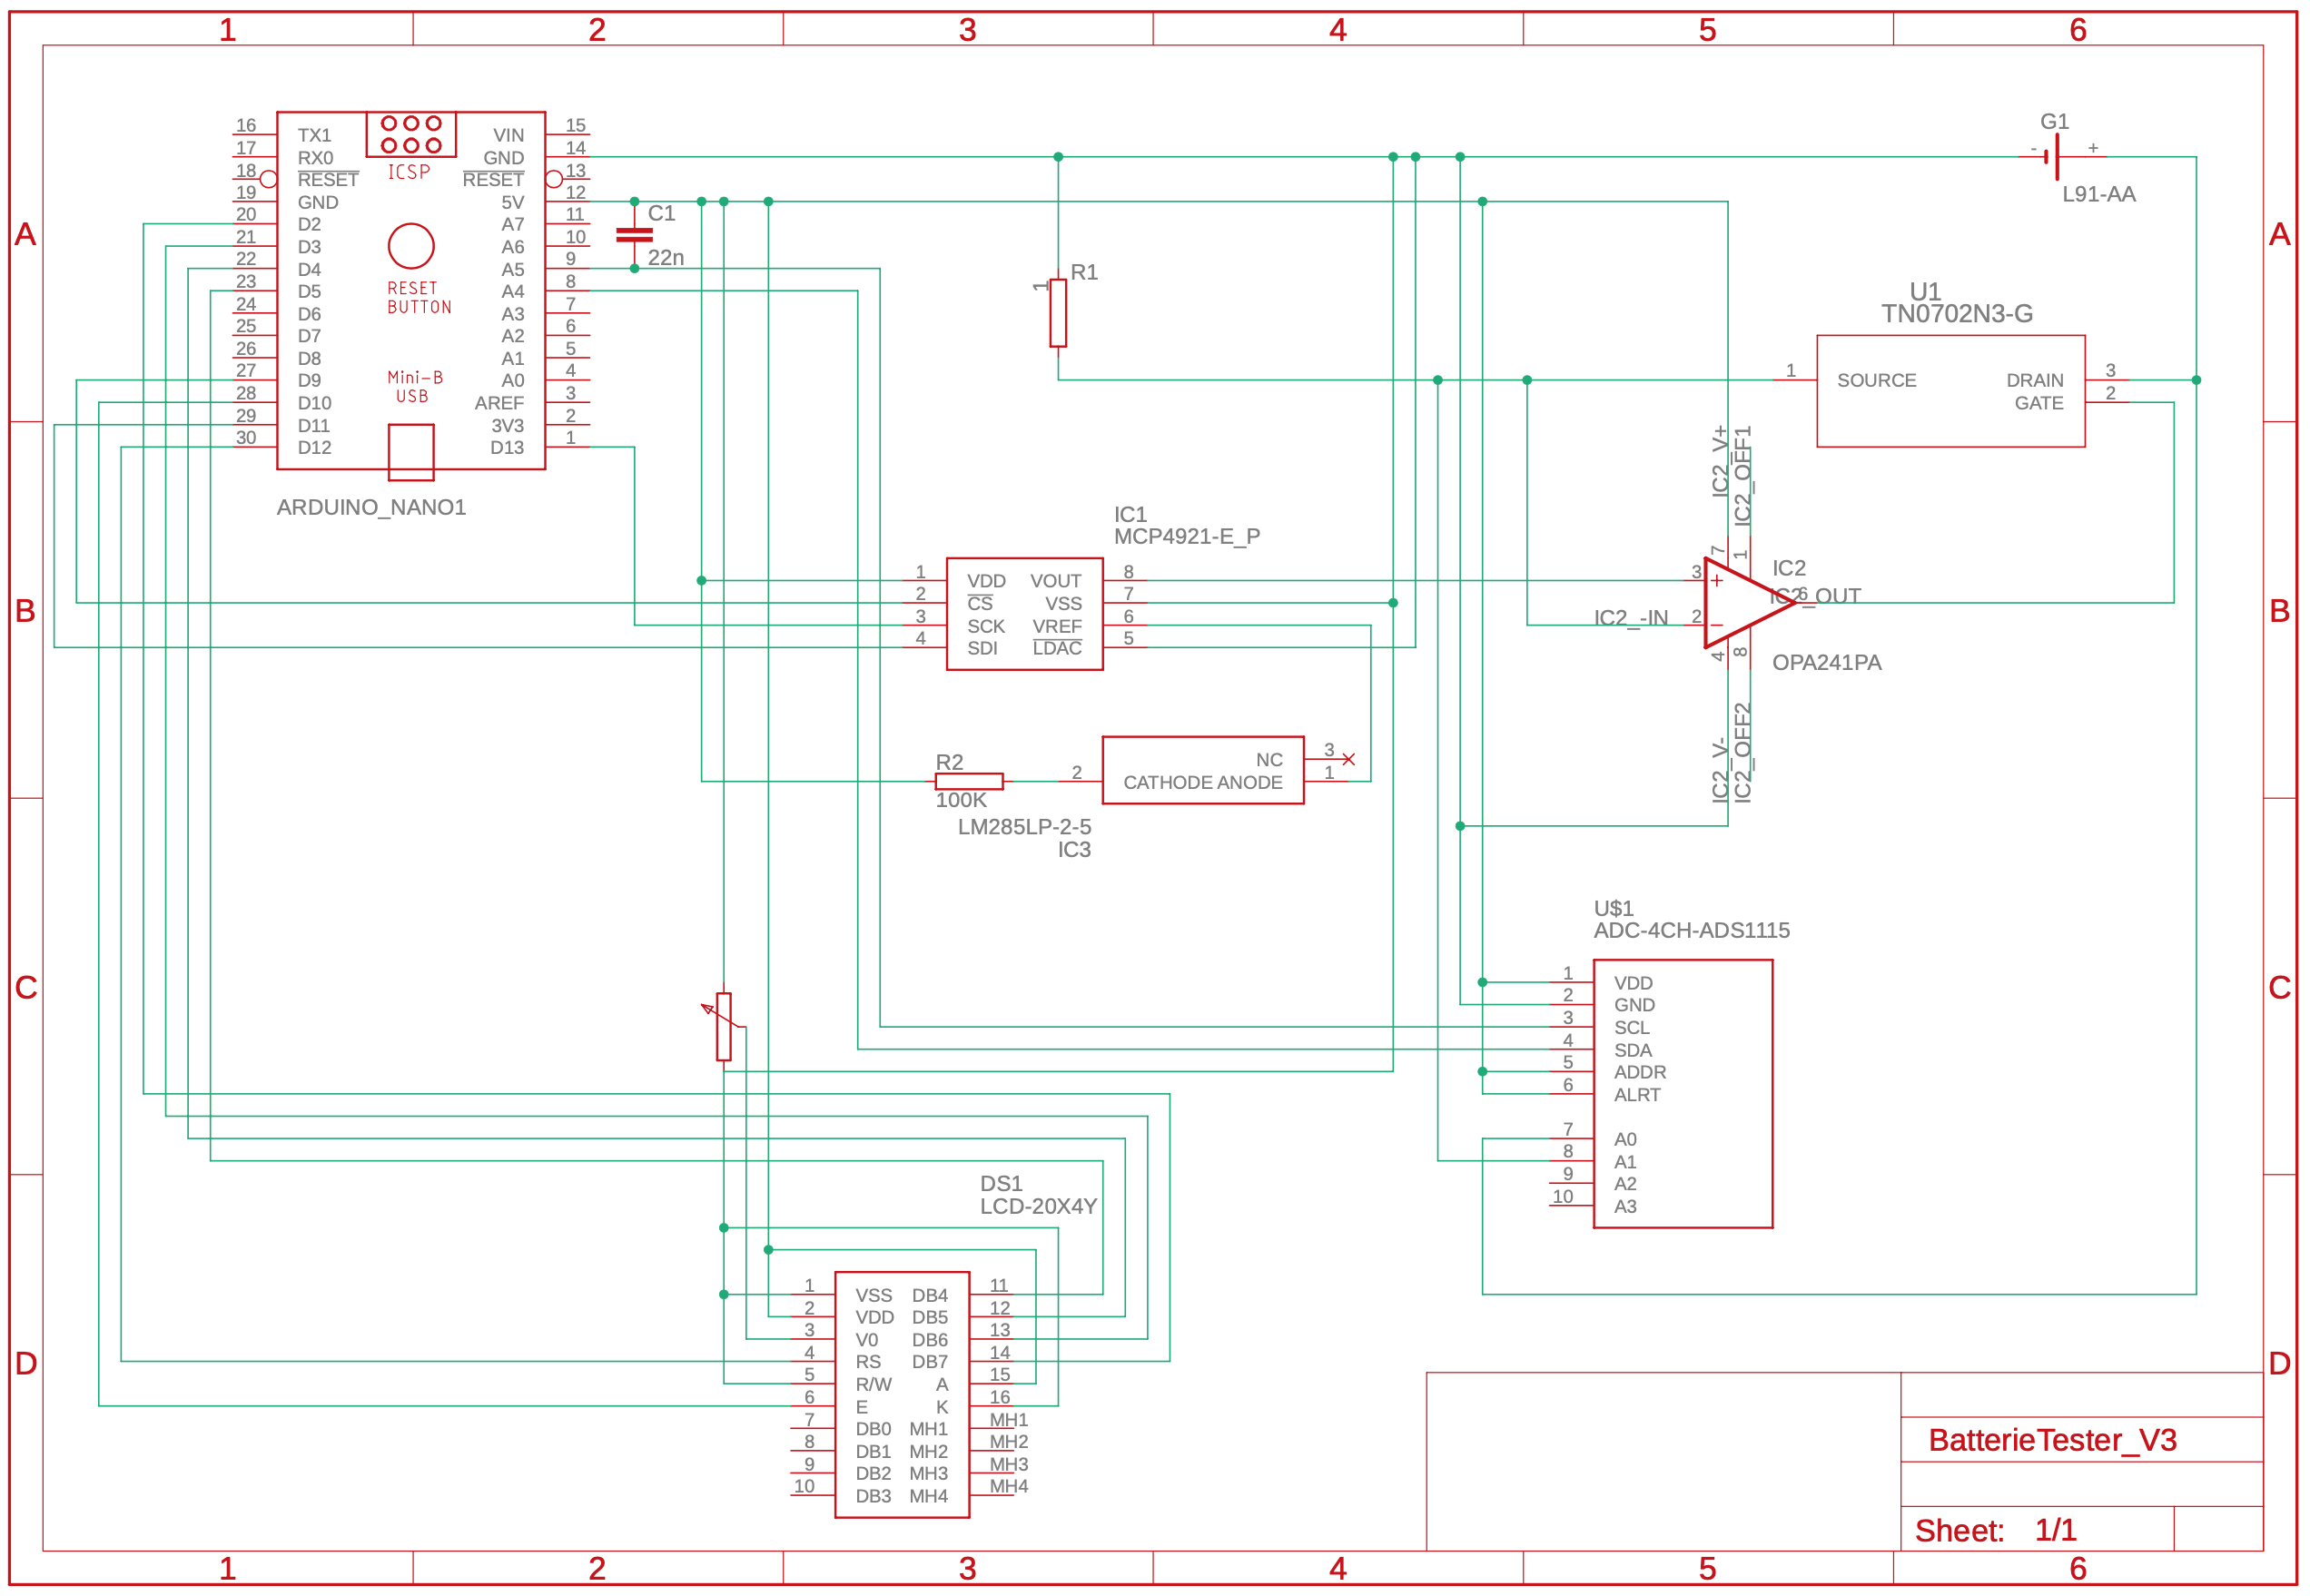 1 2 3 4 5 6
A
B
C
D
A
B
C
D
16 TX1
17 RX0
18 RESET
19 GND
20 D2
21 D3
22 D4
23 D5
24 D6
25 D7
26 D8
27 D9
28 D10
29 D11
30 D12
ICSP
RESET
BUTTON
Mini-B
USB
VIN 15
GND 14
RESET 13
5V 12
A7 11
A6 10
A5 9
A4 8
A3 7
A2 6
A1 5
A0 4
AREF 3
3V3 2
D13 1
ARDUINO_NANO1
C1
22n
R1
1
G1
- +
L91-AA
U1
TN0702N3-G
1 SOURCE
DRAIN 3
GATE 2
IC1
MCP4921-E_P
1 VDD
2 CS
3 SCK
4 SDI
VOUT 8
VSS 7
VREF 6
LDAC 5
IC2_V+
IC2_OFF1
7
1
3 +
IC2_-IN 2 −
IC2
IC2_OUT
6
OPA241PA
4
8
IC2_V-
IC2_OFF2
R2
100K
2 CATHODE ANODE 1
NC 3
LM285LP-2-5
IC3
U$1
ADC-4CH-ADS1115
1 VDD
2 GND
3 SCL
4 SDA
5 ADDR
6 ALRT
7 A0
8 A1
9 A2
10 A3
DS1
LCD-20X4Y
1 VSS
2 VDD
3 V0
4 RS
5 R/W
6 E
7 DB0
8 DB1
9 DB2
10 DB3
DB4 11
DB5 12
DB6 13
DB7 14
A 15
K 16
MH1 MH1
MH2 MH2
MH3 MH3
MH4 MH4
BatterieTester_V3
Sheet: 1/1
1 2 3 4 5 6